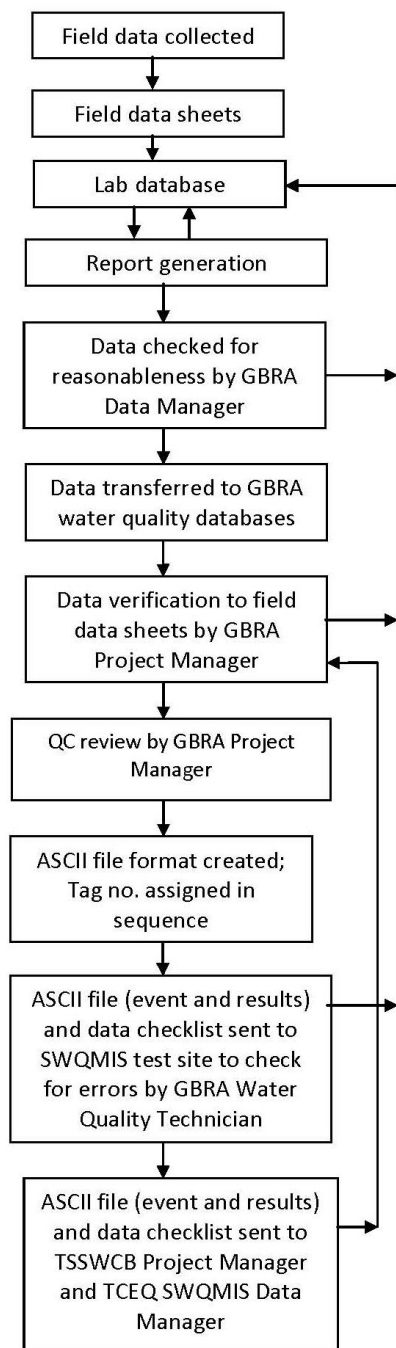 Field data collected
Field data sheets
Lab database
Report generation
Data checked for
reasonableness by GBRA
Data Manager
Data transferred to GBRA
water quality databases
Data verification to field
data sheets by GBRA
Project Manager
QC review by GBRA Project
Manager
ASCII file format created;
Tag no. assigned in
sequence
ASCII file (event and results)
and data checklist sent to
SWQMIS test site to check
for errors by GBRA Water
Quality Technician
ASCII file (event and results)
and data checklist sent to
TSSWCB Project Manager
and TCEQ SWQMIS Data
Manager